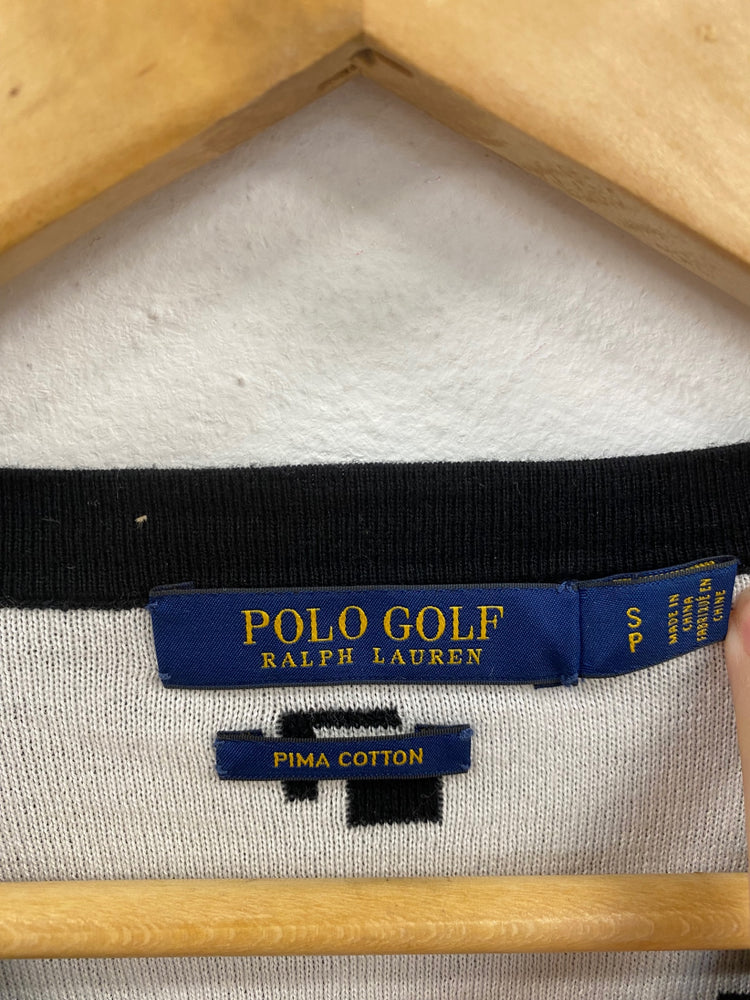 POLO GOLF
RALPH LAUREN
S
P
MADE IN
CHINA
FABRIQUÉ EN
CHINE
PIMA COTTON